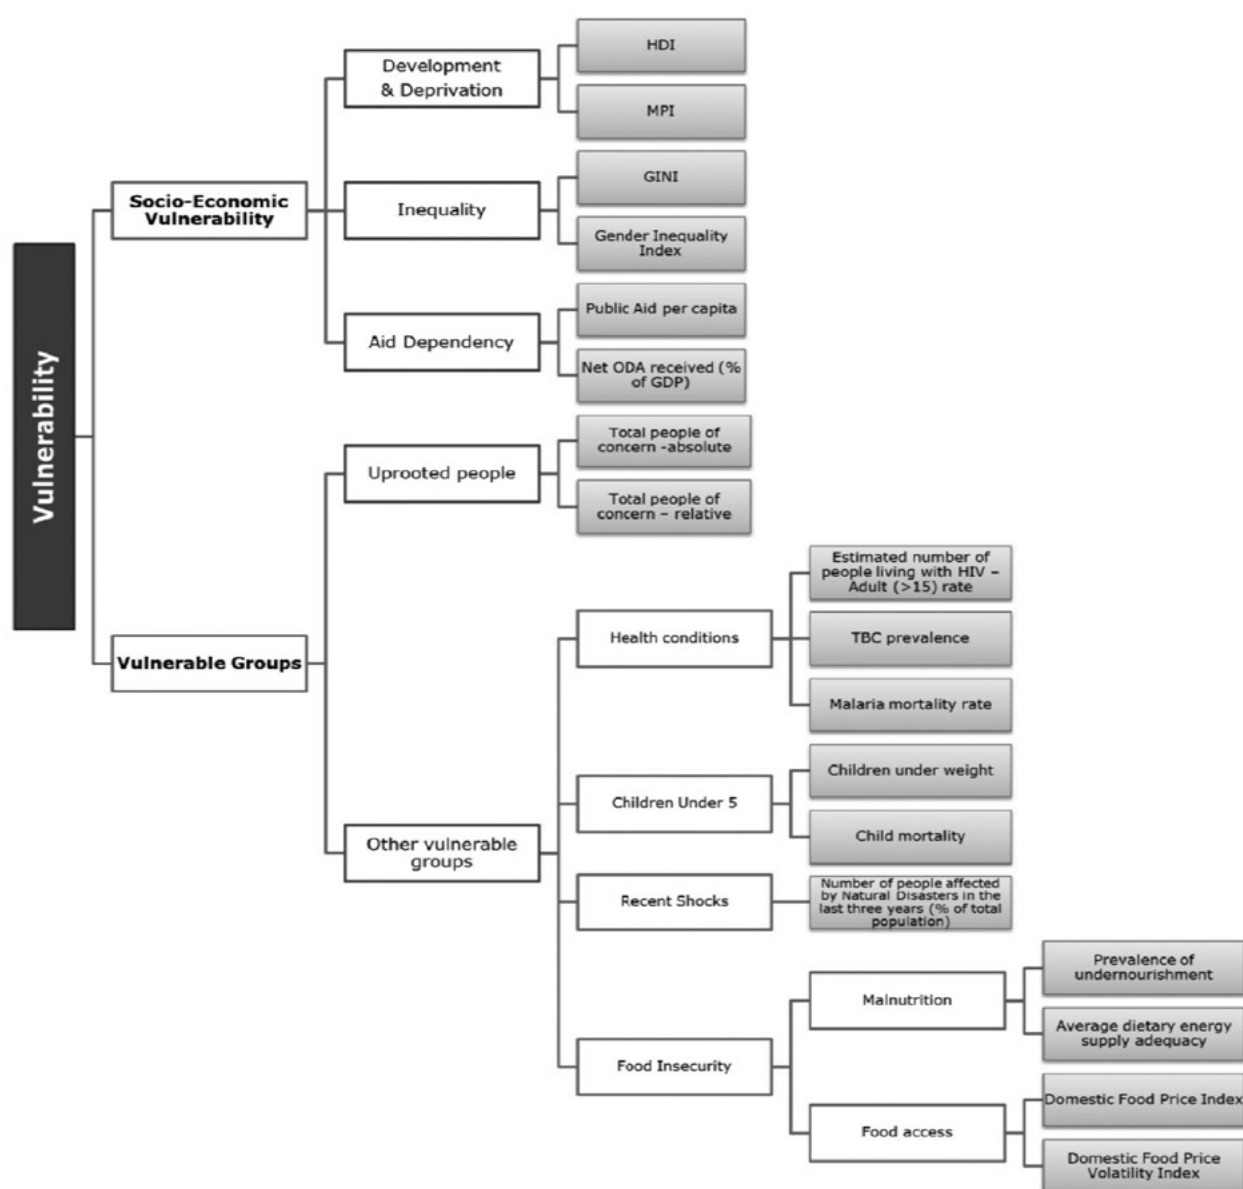 Vulnerability
Socio-Economic
Vulnerability
Development
& Deprivation
HDI
MPI
Inequality
GINI
Gender Inequality
Index
Aid Dependency
Public Aid per capita
Net ODA received (%
of GDP)
Vulnerable Groups
Uprooted people
Total people of
concern -absolute
Total people of
concern – relative
Other vulnerable
groups
Health conditions
Estimated number of
people living with HIV –
Adult (>15) rate
TBC prevalence
Malaria mortality rate
Children Under 5
Children under weight
Child mortality
Recent Shocks
Number of people affected
by Natural Disasters in the
last three years (% of total
population)
Food Insecurity
Malnutrition
Prevalence of
undernourishment
Average dietary energy
supply adequacy
Food access
Domestic Food Price Index
Domestic Food Price
Volatility Index